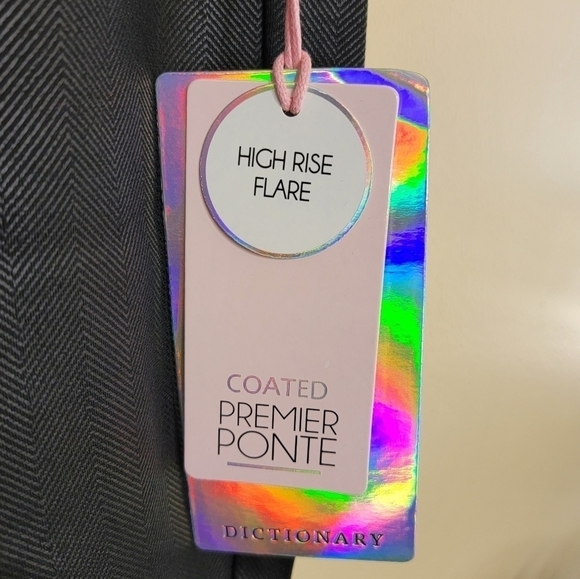 HIGH RISE
FLARE
COATED
PREMIER
PONTE
DICTIONARY